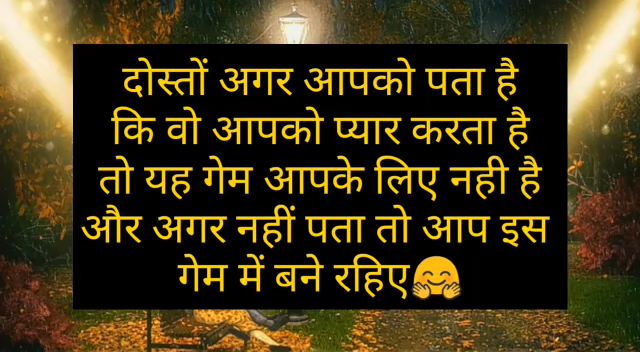 दोस्तों अगर आपको पता है
कि वो आपको प्यार करता है
तो यह गेम आपके लिए नही है
और अगर नहीं पता तो आप इस
गेम में बने रहिए🤗